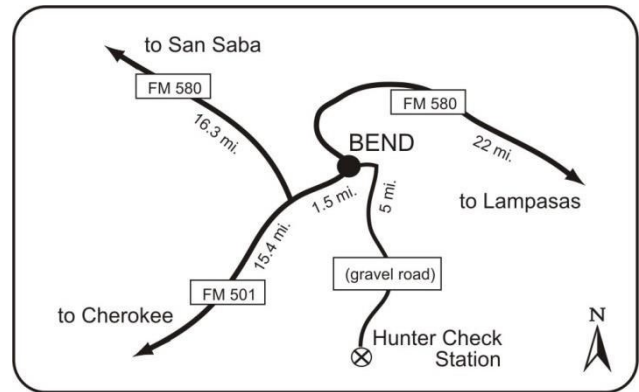 to San Saba
FM 580
16.3 mi.
FM 580
BEND
22 mi.
to Lampasas
1.5 mi.
5 mi.
15.4 mi.
(gravel road)
FM 501
to Cherokee
N
Hunter Check
Station